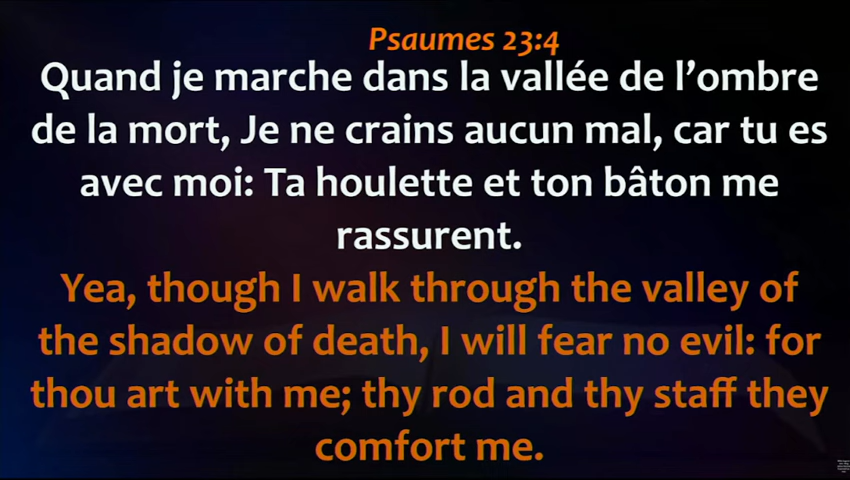 Psaumes 23:4
Quand je marche dans la vallée de l’ombre
de la mort, Je ne crains aucun mal, car tu es
avec moi: Ta houlette et ton bâton me
rassurent.
Yea, though I walk through the valley of
the shadow of death, I will fear no evil: for
thou art with me; thy rod and thy staff they
comfort me.